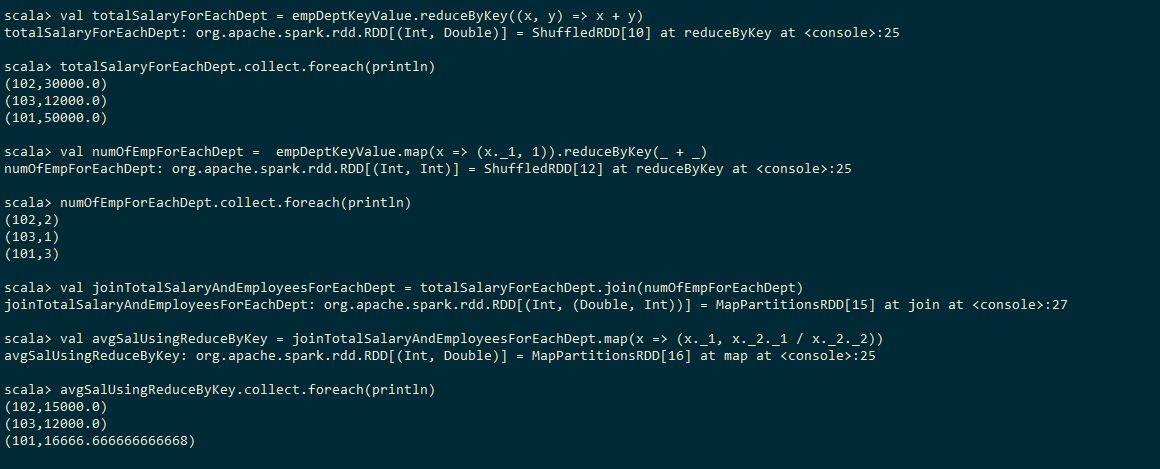 scala> val totalSalaryForEachDept = empDeptKeyValue.reduceByKey((x, y) => x + y)
totalSalaryForEachDept: org.apache.spark.rdd.RDD[(Int, Double)] = ShuffledRDD[10] at reduceByKey at <console>:25
scala> totalSalaryForEachDept.collect.foreach(println)
(102,30000.0)
(103,12000.0)
(101,50000.0)
scala> val numOfEmpForEachDept =  empDeptKeyValue.map(x => (x._1, 1)).reduceByKey(_ + _)
numOfEmpForEachDept: org.apache.spark.rdd.RDD[(Int, Int)] = ShuffledRDD[12] at reduceByKey at <console>:25
scala> numOfEmpForEachDept.collect.foreach(println)
(102,2)
(103,1)
(101,3)
scala> val joinTotalSalaryAndEmployeesForEachDept = totalSalaryForEachDept.join(numOfEmpForEachDept)
joinTotalSalaryAndEmployeesForEachDept: org.apache.spark.rdd.RDD[(Int, (Double, Int))] = MapPartitionsRDD[15] at join at <console>:27
scala> val avgSalUsingReduceByKey = joinTotalSalaryAndEmployeesForEachDept.map(x => (x._1, x._2._1 / x._2._2))
avgSalUsingReduceByKey: org.apache.spark.rdd.RDD[(Int, Double)] = MapPartitionsRDD[16] at map at <console>:25
scala> avgSalUsingReduceByKey.collect.foreach(println)
(102,15000.0)
(103,12000.0)
(101,16666.666666666668)